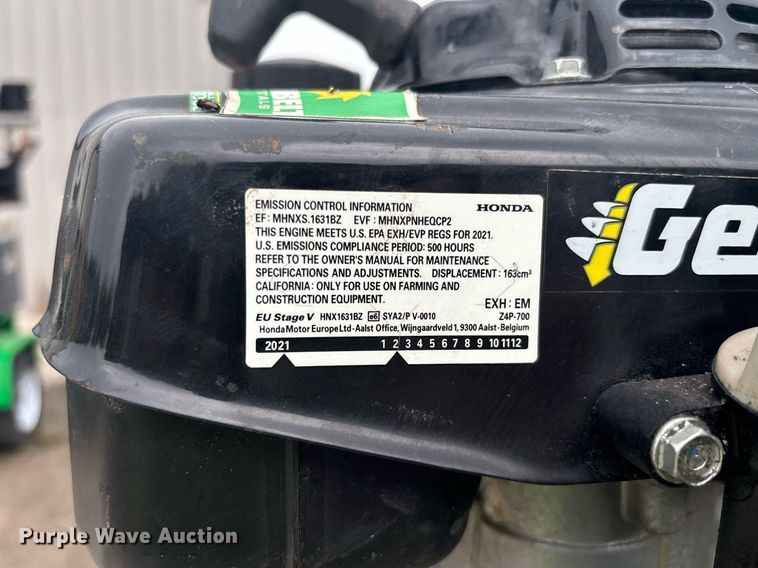 BELT
TALS
EMISSION CONTROL INFORMATION HONDA
EF: MHNXS.1631BZ EVF : MHNXPNHEQCP2
THIS ENGINE MEETS U.S. EPA EXH/EVP REGS FOR 2021.
U.S. EMISSIONS COMPLIANCE PERIOD: 500 HOURS
REFER TO THE OWNER'S MANUAL FOR MAINTENANCE
SPECIFICATIONS AND ADJUSTMENTS. DISPLACEMENT : 163cm³
CALIFORNIA: ONLY FOR USE ON FARMING AND
CONSTRUCTION EQUIPMENT. EXH : EM
EU Stage V HNX1631BZ e6 SYA2/P V-0010 Z4P-700
Honda Motor Europe Ltd - Aalst Office, Wijngaardveld 1, 9300 Aalst - Belgium
2021 1 2 3 4 5 6 7 8 9 10 11 12
Ge
Purple Wave Auction